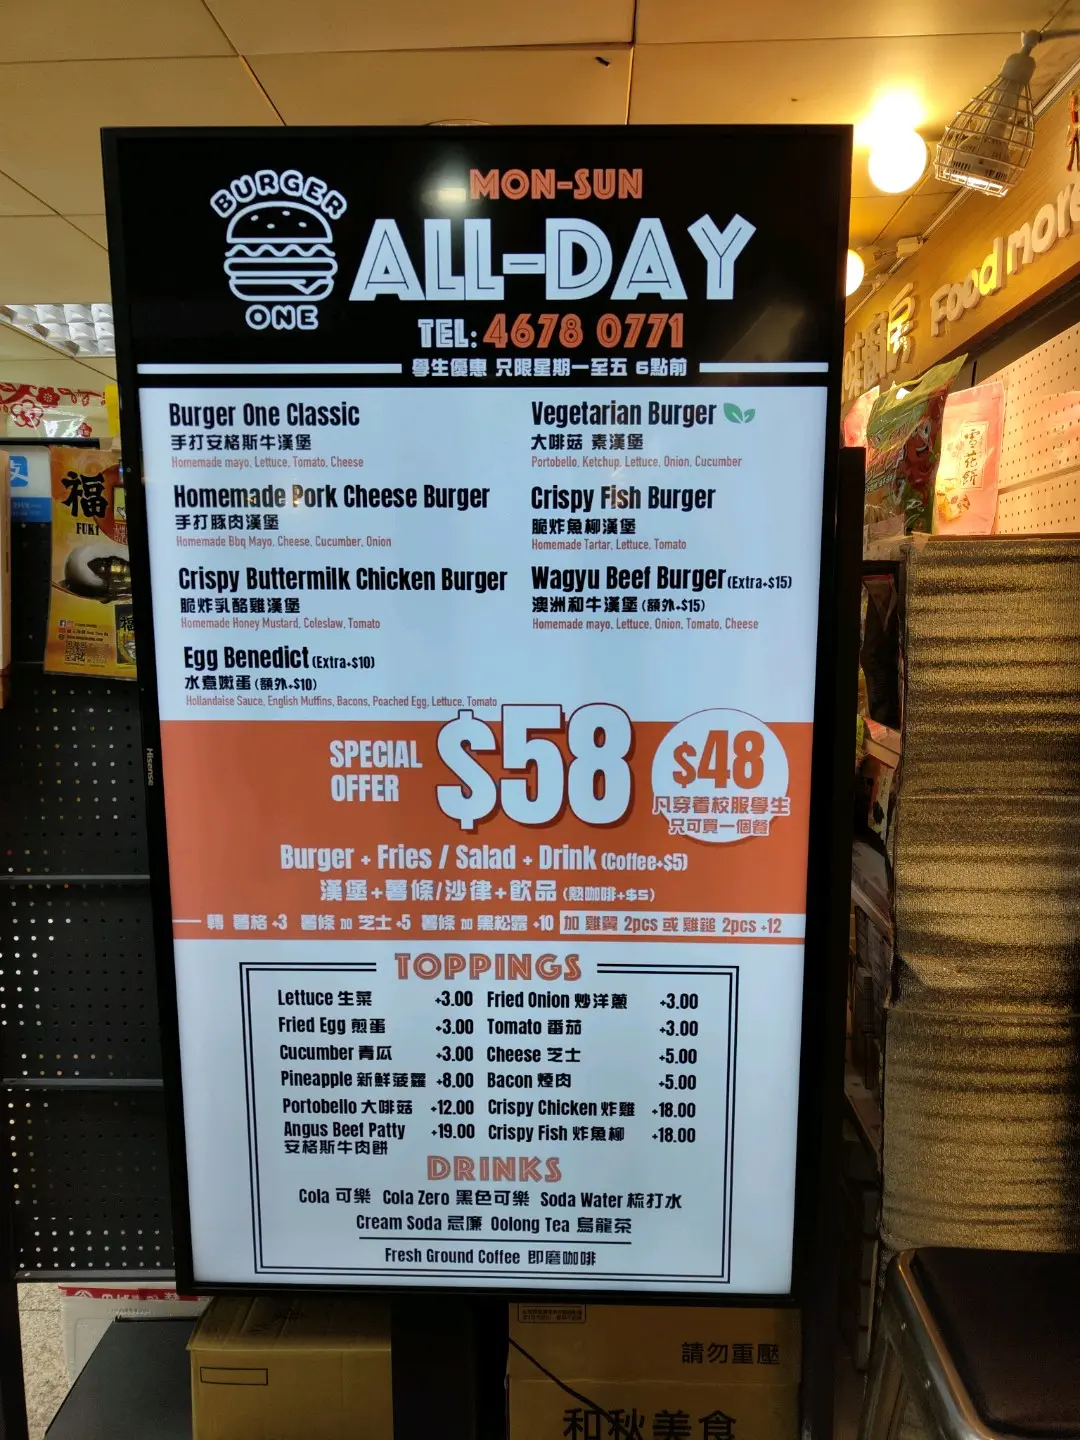 BURGER
ONE
MON-SUN
ALL-DAY
TEL: 4678 0771
學生優惠 只限星期一至五 6點前
Burger One Classic
手打安格斯牛漢堡
Homemade mayo, Lettuce, Tomato, Cheese
Homemade Pork Cheese Burger
手打豚肉漢堡
Homemade Bbq Mayo, Cheese, Cucumber, Onion
Crispy Buttermilk Chicken Burger
脆炸乳酪雞漢堡
Homemade Honey Mustard, Coleslaw, Tomato
Egg Benedict (Extra+$10)
水煮嫩蛋 (額外+$10)
Hollandaise Sauce, English Muffins, Bacons, Poached Egg, Lettuce, Tomato
Vegetarian Burger
大啡菇 素漢堡
Portobello, Ketchup, Lettuce, Onion, Cucumber
Crispy Fish Burger
脆炸魚柳漢堡
Homemade Tartar, Lettuce, Tomato
Wagyu Beef Burger (Extra+$15)
澳洲和牛漢堡 (額外+$15)
Homemade mayo, Lettuce, Onion, Tomato, Cheese
SPECIAL
OFFER
$58
$48
凡穿着校服學生
只可買一個餐
Burger + Fries / Salad + Drink (Coffee+$5)
漢堡+薯條/沙律+飲品 (熱咖啡+$5)
轉 薯格 +3 薯條 加 芝士 +5 薯條 加 黑松露 +10 加 雞翼 2pcs 或 雞鎚 2pcs +12
TOPPINGS
Lettuce 生菜 +3.00 Fried Onion 炒洋蔥 +3.00
Fried Egg 煎蛋 +3.00 Tomato 番茄 +3.00
Cucumber 青瓜 +3.00 Cheese 芝士 +5.00
Pineapple 新鮮菠蘿 +8.00 Bacon 煙肉 +5.00
Portobello 大啡菇 +12.00 Crispy Chicken 炸雞 +18.00
Angus Beef Patty +19.00 Crispy Fish 炸魚柳 +18.00
安格斯牛肉餅
DRINKS
Cola 可樂 Cola Zero 黑色可樂 Soda Water 梳打水
Cream Soda 忌廉 Oolong Tea 烏龍茶
Fresh Ground Coffee 即磨咖啡
Hisense
福
FUKI
Food more
房
雪花餅
請勿重壓
和秋美食